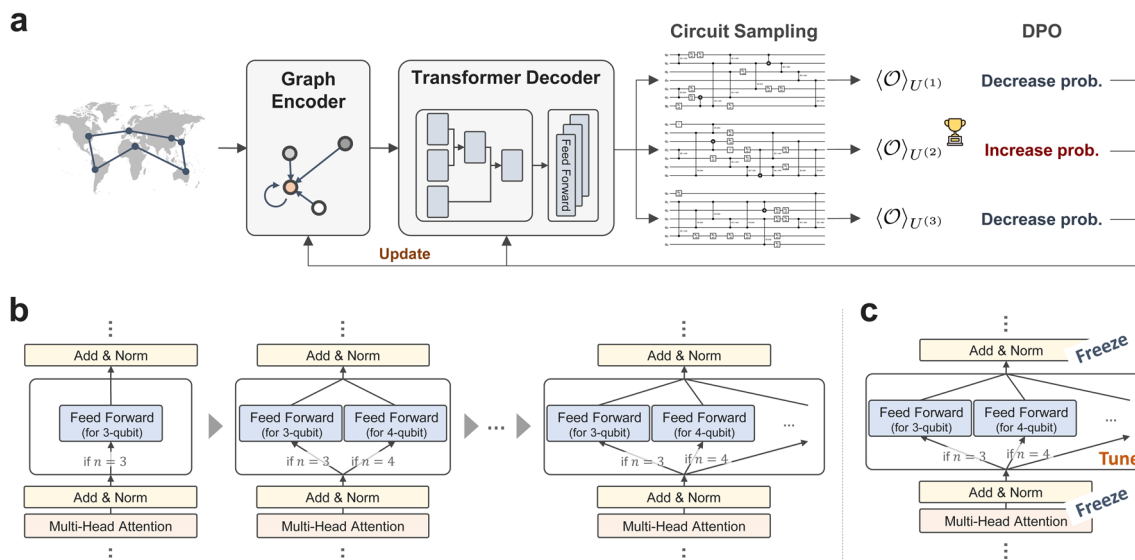 a
Circuit Sampling
DPO
Graph
Encoder
Transformer Decoder
Feed Forward
⟨𝒪⟩U(1)
Decrease prob.
⟨𝒪⟩U(2)
Increase prob.
⟨𝒪⟩U(3)
Decrease prob.
Update
b
⋮
Add & Norm
Feed Forward
(for 3-qubit)
if n = 3
Add & Norm
Multi-Head Attention
⋮
⋮
Add & Norm
Feed Forward
(for 3-qubit)
Feed Forward
(for 4-qubit)
if n = 3
if n = 4
Add & Norm
Multi-Head Attention
⋮
...
⋮
Add & Norm
Feed Forward
(for 3-qubit)
Feed Forward
(for 4-qubit)
...
if n = 3
if n = 4
Add & Norm
Multi-Head Attention
⋮
c
⋮
Add & Norm
Freeze
Feed Forward
(for 3-qubit)
Feed Forward
(for 4-qubit)
...
if n = 3
if n = 4
Tune
Add & Norm
Freeze
Multi-Head Attention
⋮